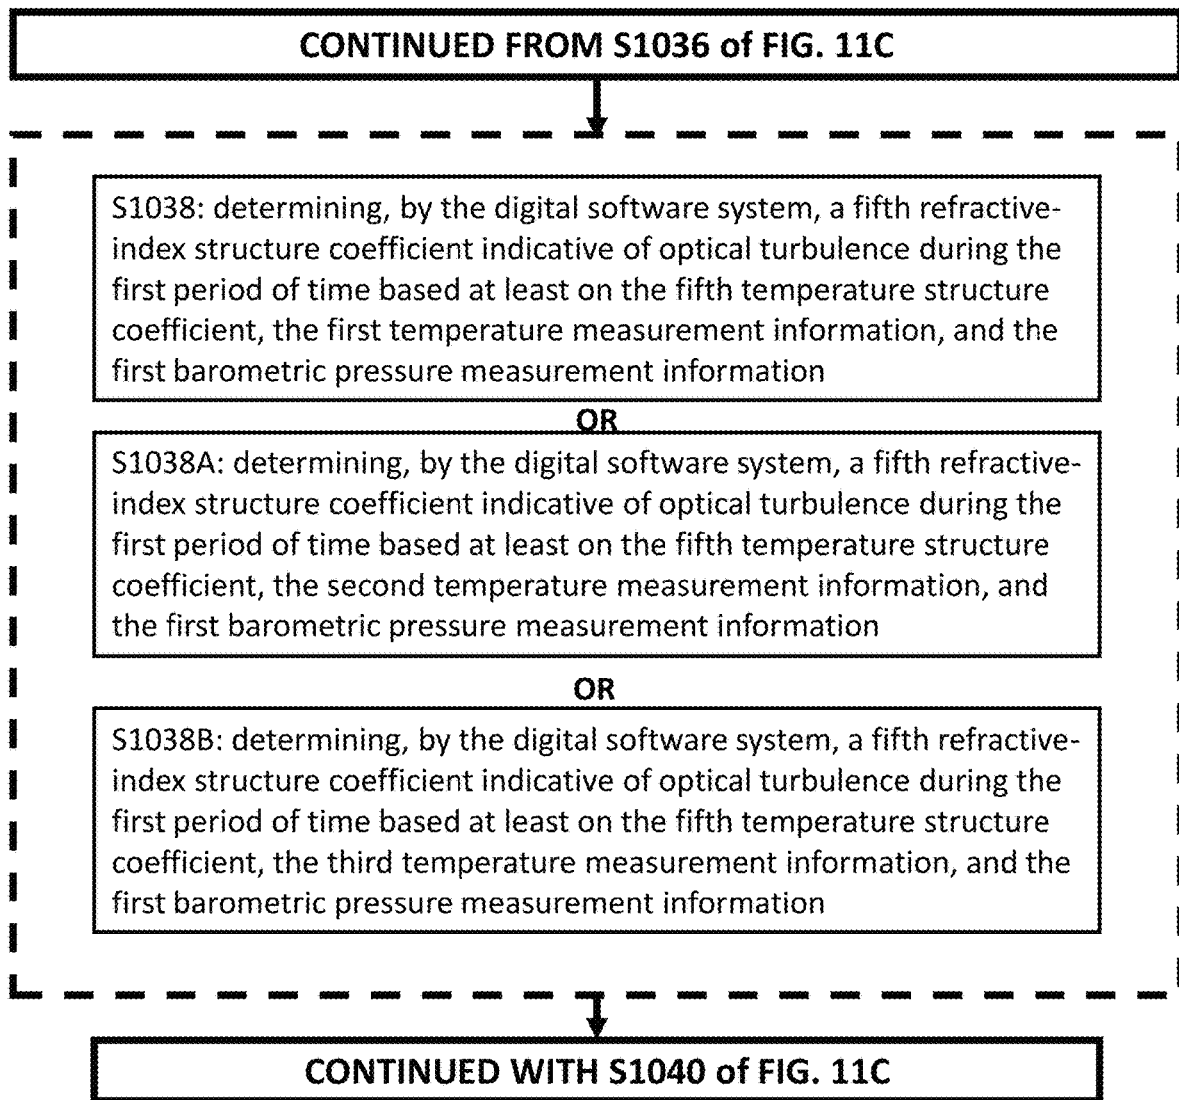 CONTINUED FROM S1036 of FIG. 11C
S1038: determining, by the digital software system, a fifth refractive-
index structure coefficient indicative of optical turbulence during the
first period of time based at least on the fifth temperature structure
coefficient, the first temperature measurement information, and the
first barometric pressure measurement information
OR
S1038A: determining, by the digital software system, a fifth refractive-
index structure coefficient indicative of optical turbulence during the
first period of time based at least on the fifth temperature structure
coefficient, the second temperature measurement information, and
the first barometric pressure measurement information
OR
S1038B: determining, by the digital software system, a fifth refractive-
index structure coefficient indicative of optical turbulence during the
first period of time based at least on the fifth temperature structure
coefficient, the third temperature measurement information, and the
first barometric pressure measurement information
CONTINUED WITH S1040 of FIG. 11C